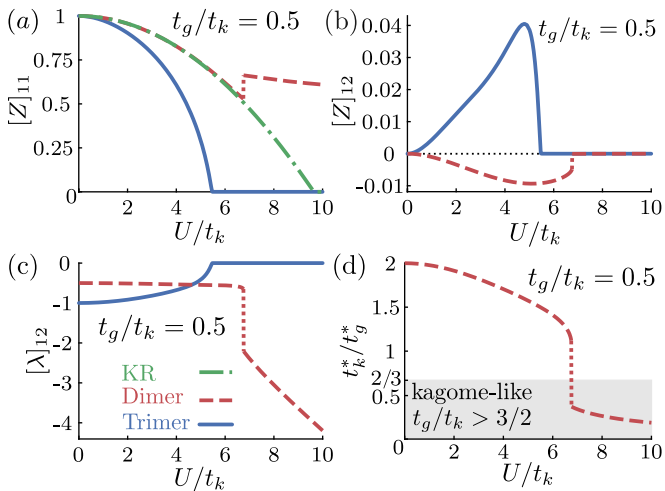 (a) t_g/t_k = 0.5
[Z]_11
1
0.75
0.5
0.25
0
0 2 4 6 8 10
U/t_k
(b) t_g/t_k = 0.5
[Z]_12
0.04
0.03
0.02
0.01
0
-0.01
0 2 4 6 8 10
U/t_k
(c)
[λ]_12
0
-1
-2
-3
-4
t_g/t_k = 0.5
KR
Dimer
Trimer
0 2 4 6 8 10
U/t_k
(d) t_g/t_k = 0.5
t_k^*/t_g^*
2
1.5
1
2/3
0.5
0
kagome-like
t_g/t_k > 3/2
0 2 4 6 8 10
U/t_k